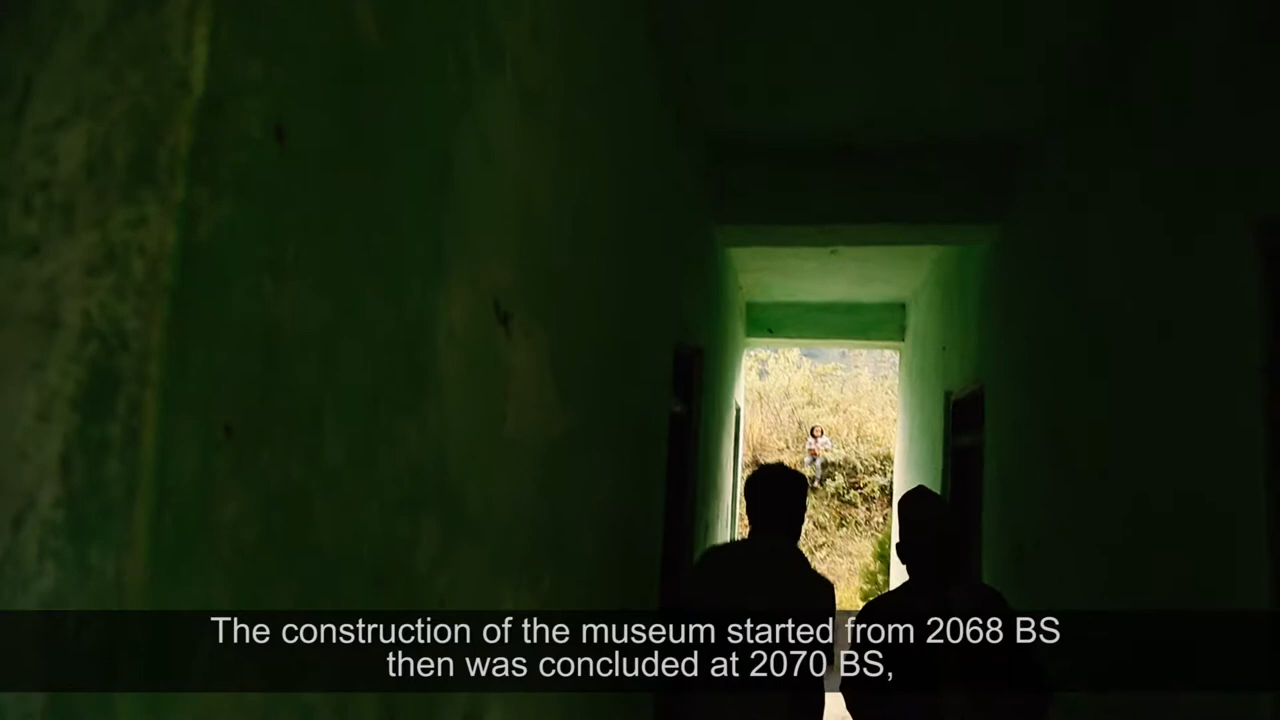 The construction of the museum started from 2068 BS
then was concluded at 2070 BS,